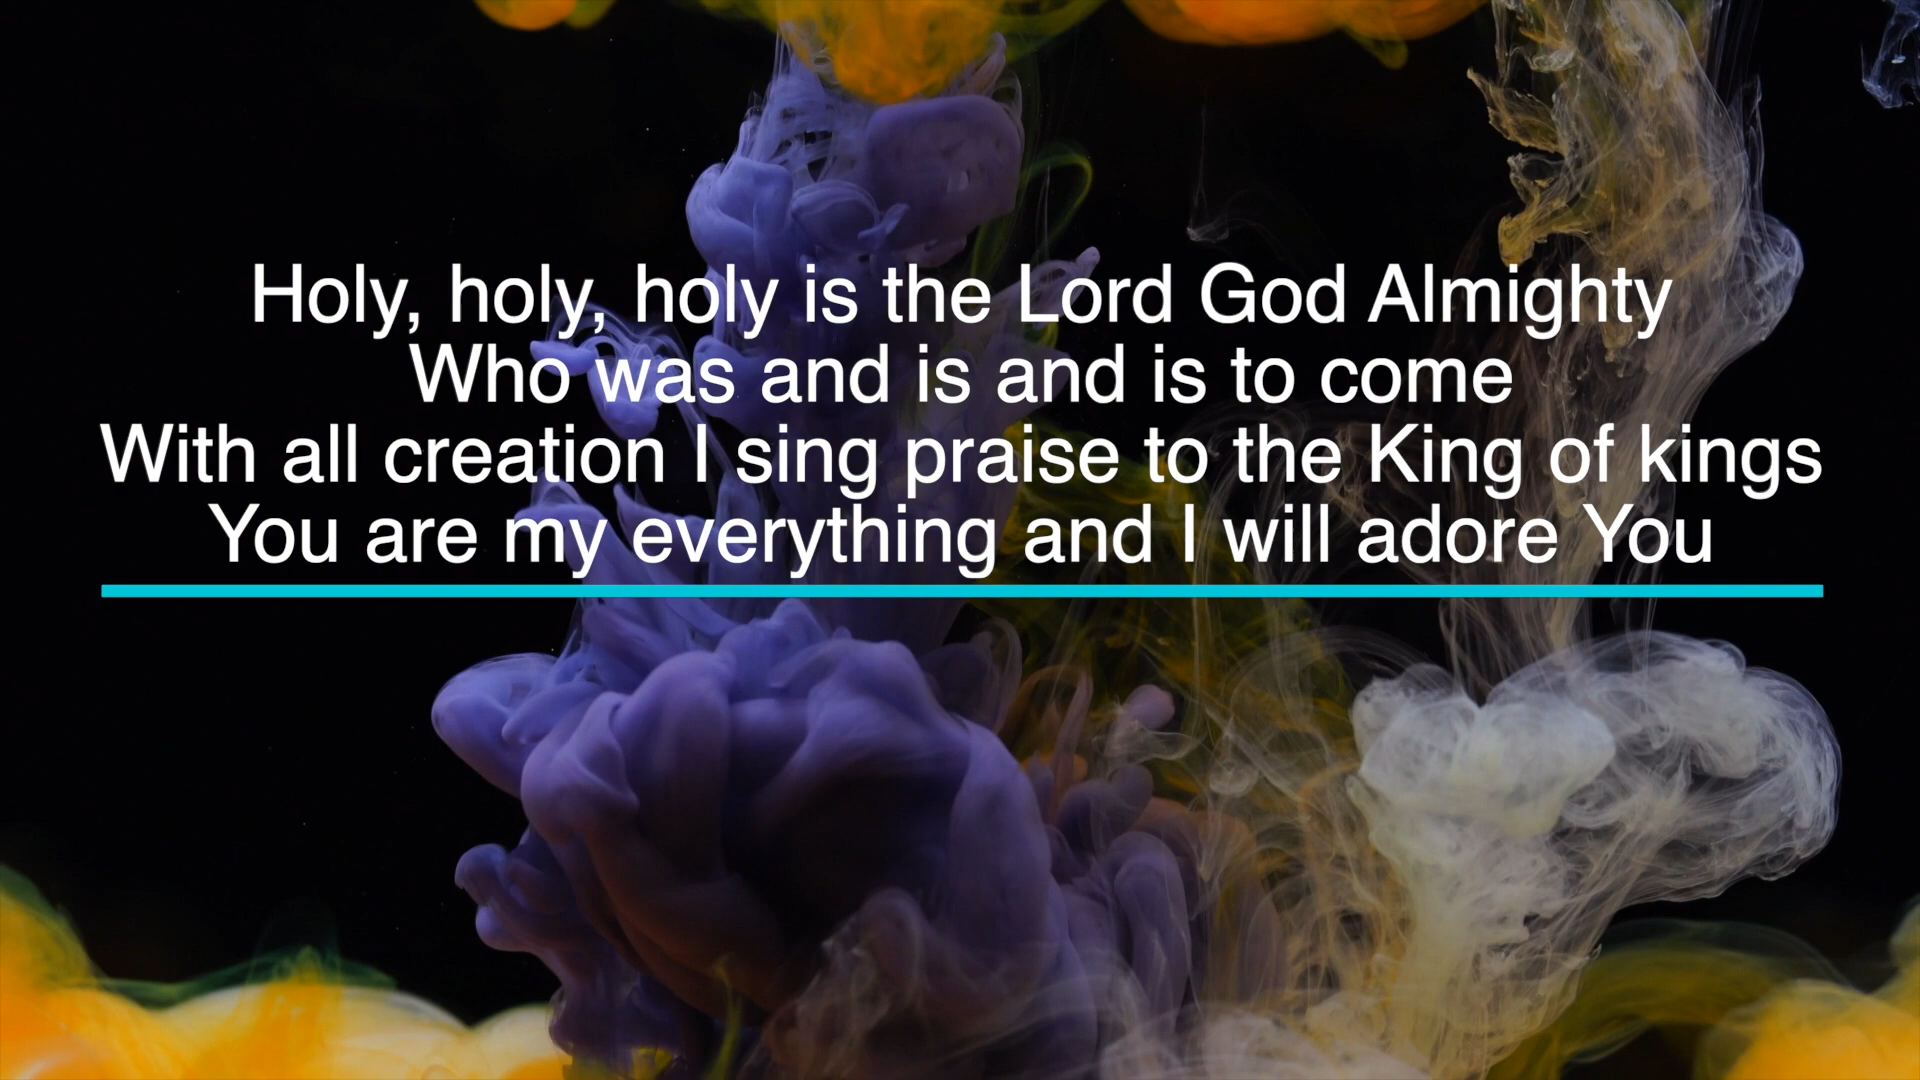 Holy, holy, holy is the Lord God Almighty
Who was and is and is to come
With all creation I sing praise to the King of kings
You are my everything and I will adore You